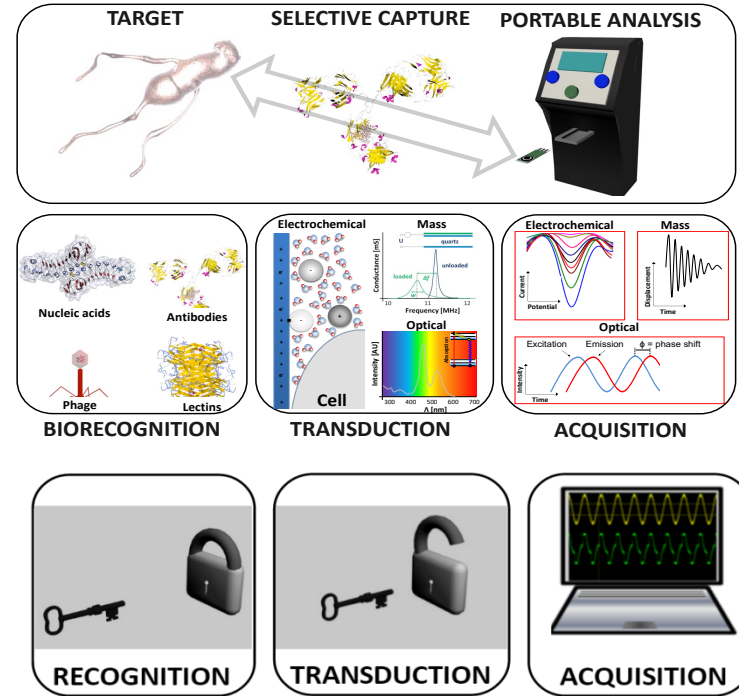 TARGET
SELECTIVE CAPTURE
PORTABLE ANALYSIS
Nucleic acids
Antibodies
Phage
Lectins
BIORECOGNITION
Electrochemical
Cell
Mass
Conductance [mS]
U
quartz
loaded
Δf
unloaded
10 11 12
Frequency [MHz]
Optical
Intensity [AU]
Absorption
300 400 500 600 700
Λ [nm]
TRANSDUCTION
Electrochemical
Current
Potential
Mass
Displacement
Time
Optical
Excitation
Emission
ϕ = phase shift
Intensity
Time
ACQUISITION
RECOGNITION
TRANSDUCTION
ACQUISITION